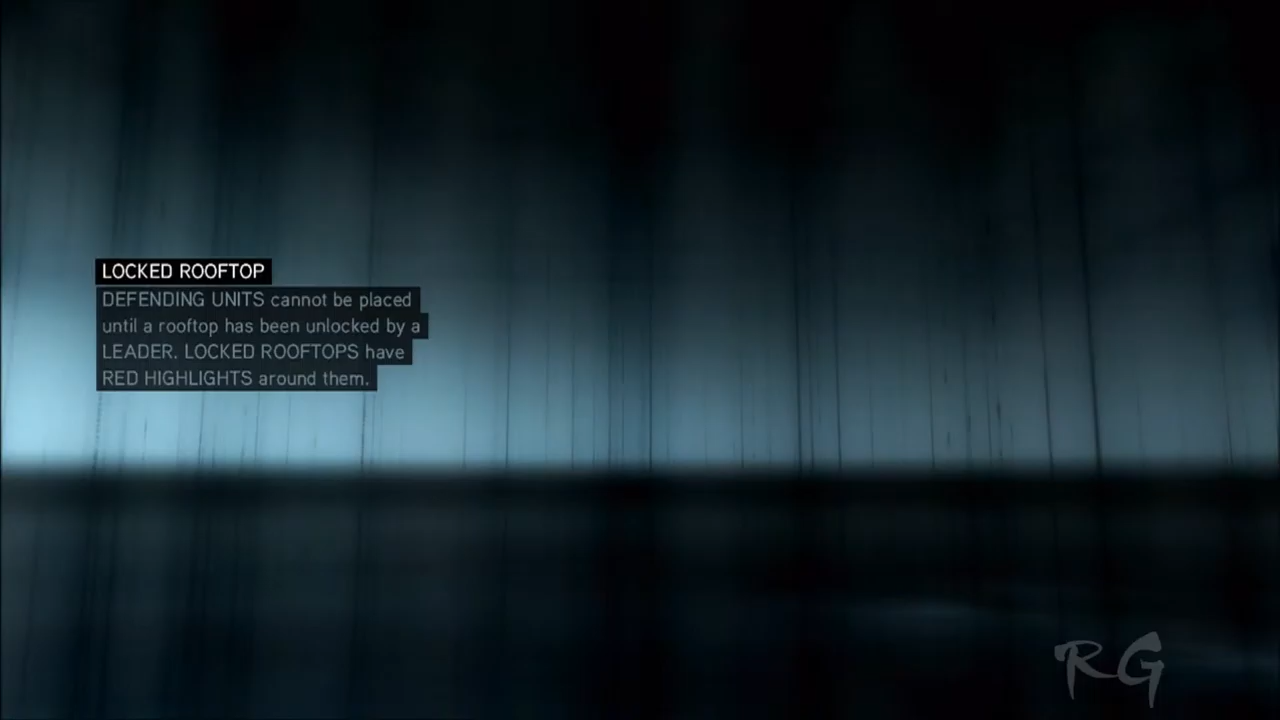 LOCKED ROOFTOP
DEFENDING UNITS cannot be placed
until a rooftop has been unlocked by a
LEADER. LOCKED ROOFTOPS have
RED HIGHLIGHTS around them.
RG